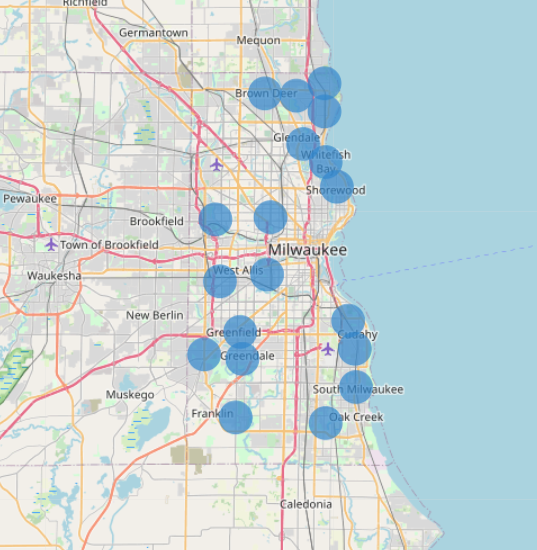 Richfield
Germantown
Mequon
Brown Deer
Glendale
Whitefish
Bay
Shorewood
Pewaukee
Brookfield
Town of Brookfield
Milwaukee
Waukesha
West Allis
New Berlin
Greenfield
Cudahy
Greendale
Muskego
South Milwaukee
Franklin
Oak Creek
Caledonia